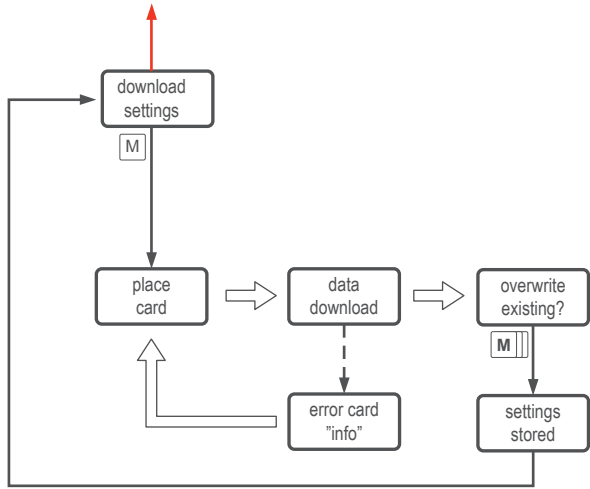 download
settings
M
place
card
data
download
overwrite
existing?
M
error card
"info"
settings
stored